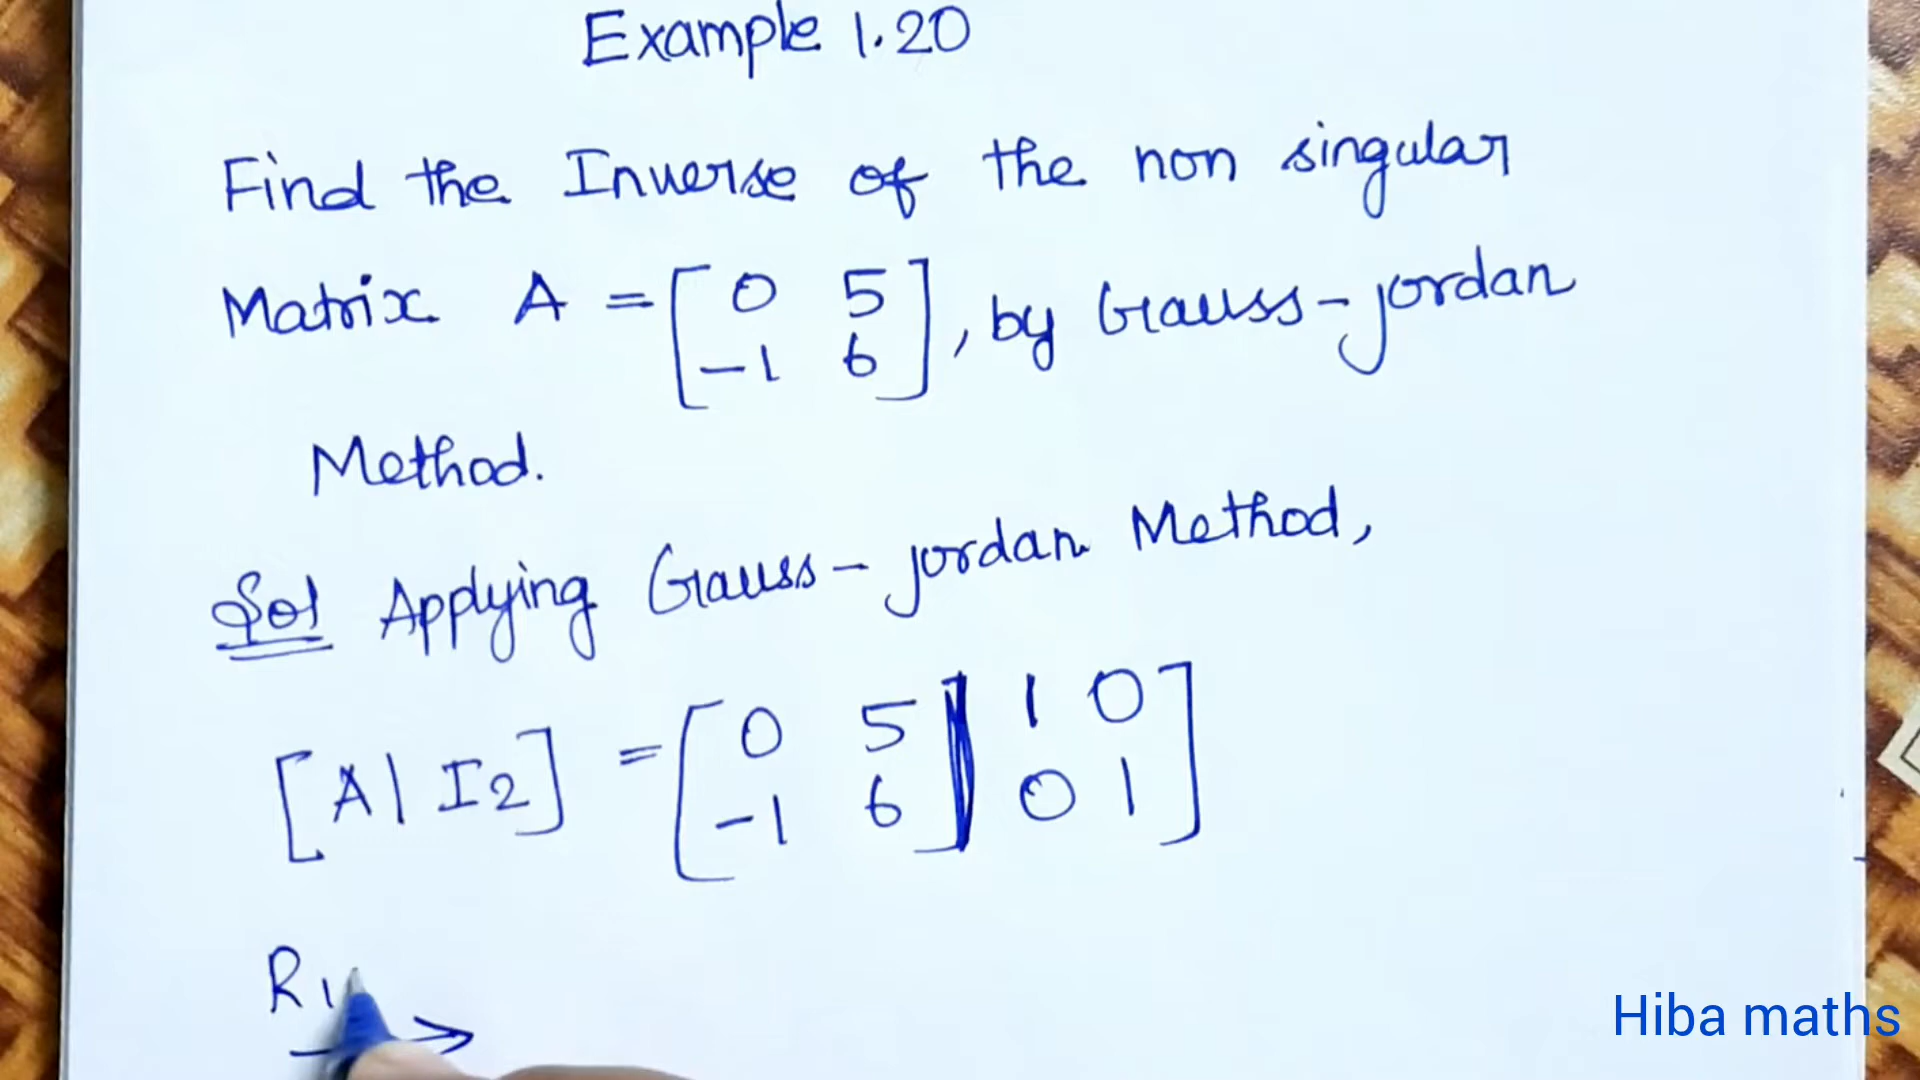 Example 1.20
Find the Inverse of the non singular
Matrix A = [0 5
-1 6], by Gauss-jordan
Method.
Sol Applying Gauss-jordan Method,
[A | I2] = [0 5 | 1 0
-1 6 | 0 1]
R1
Hiba maths